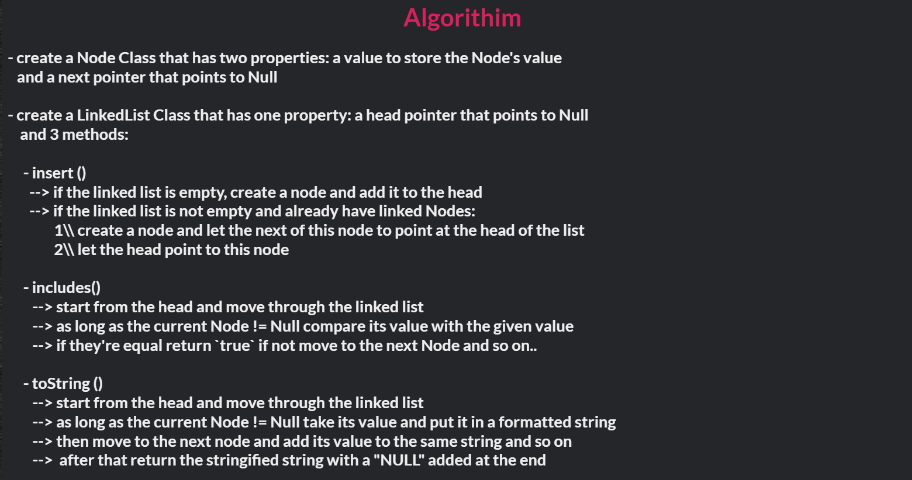 Algorithim
- create a Node Class that has two properties: a value to store the Node's value
and a next pointer that points to Null
- create a LinkedList Class that has one property: a head pointer that points to Null
and 3 methods:
- insert ()
--> if the linked list is empty, create a node and add it to the head
--> if the linked list is not empty and already have linked Nodes:
1\\ create a node and let the next of this node to point at the head of the list
2\\ let the head point to this node
- includes()
--> start from the head and move through the linked list
--> as long as the current Node != Null compare its value with the given value
--> if they're equal return `true` if not move to the next Node and so on..
- toString ()
--> start from the head and move through the linked list
--> as long as the current Node != Null take its value and put it in a formatted string
--> then move to the next node and add its value to the same string and so on
--> after that return the stringified string with a "NULL" added at the end